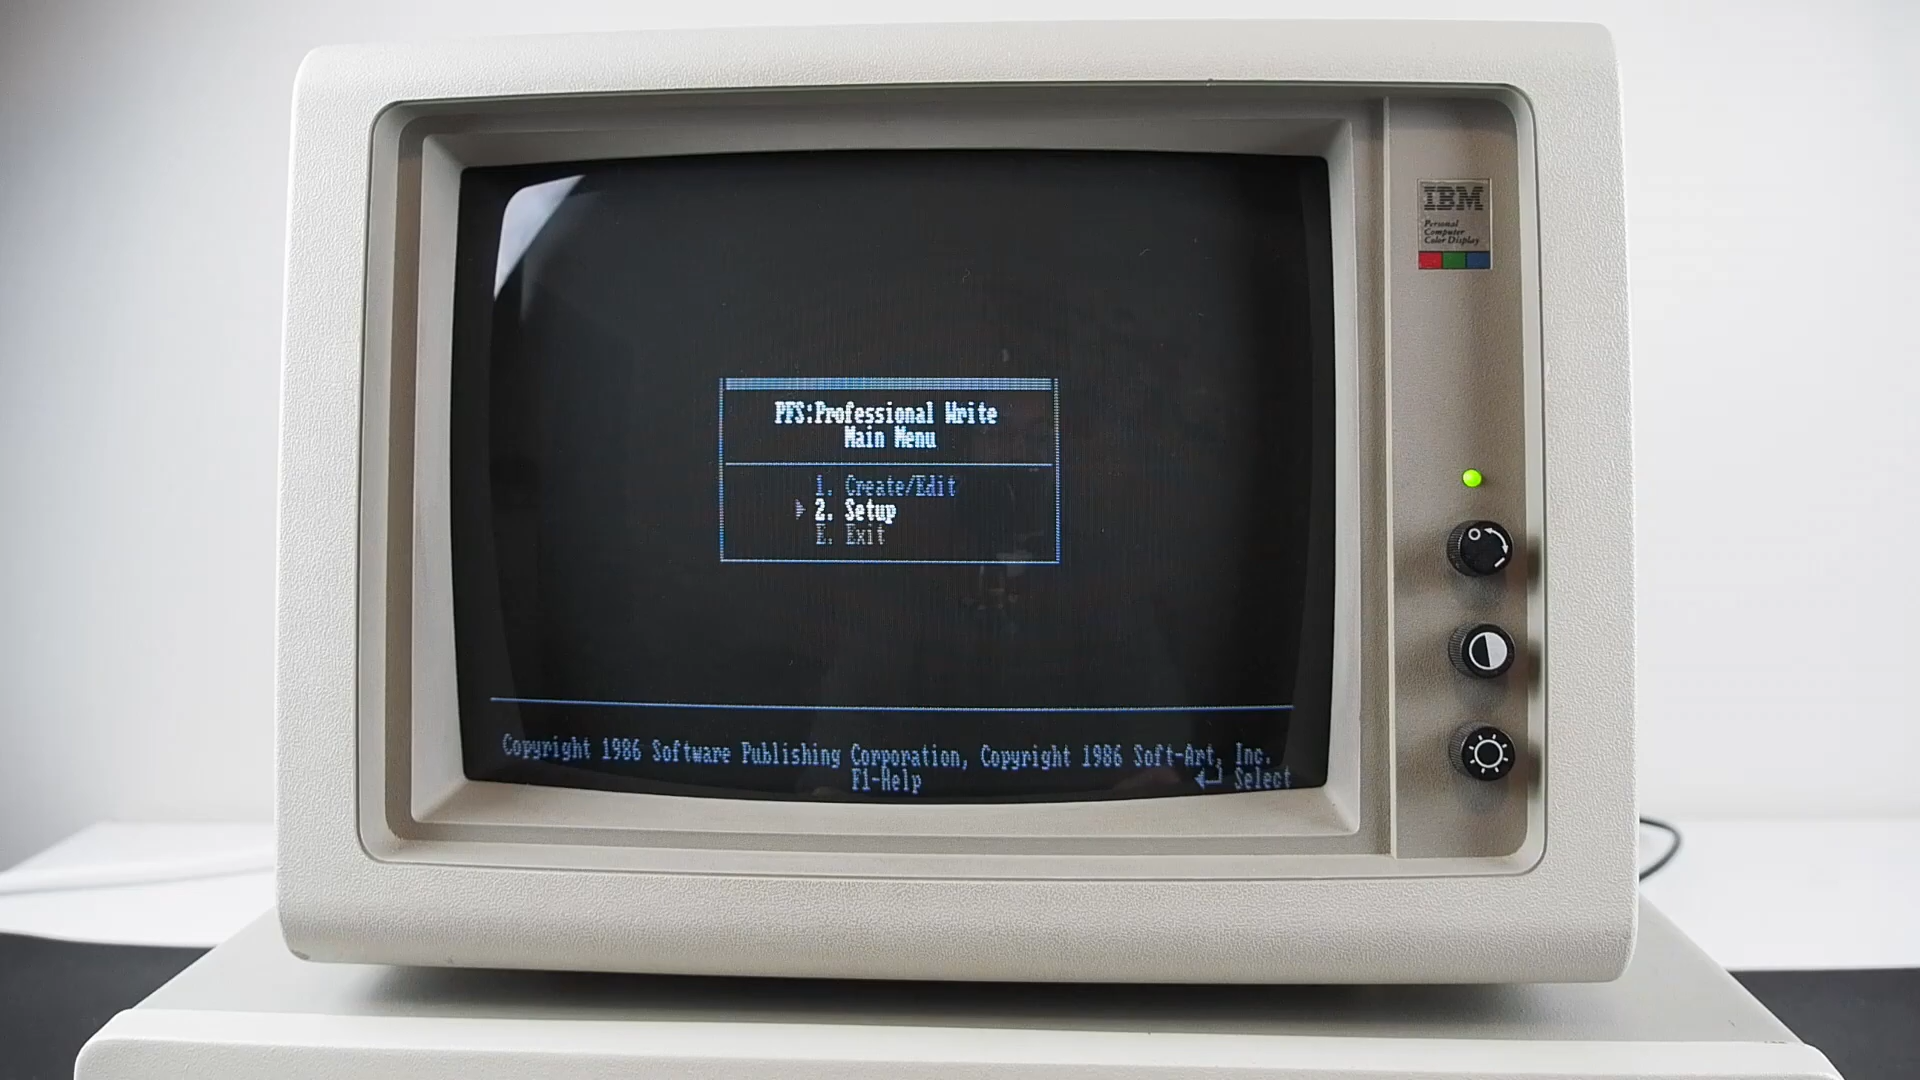 IBM
Personal
Computer
Color Display
PFS:Professional Write
Main Menu
1. Create/Edit
2. Setup
E. Exit
Copyright 1986 Software Publishing Corporation, Copyright 1986 Soft-Art, Inc.
F1-Help
Select